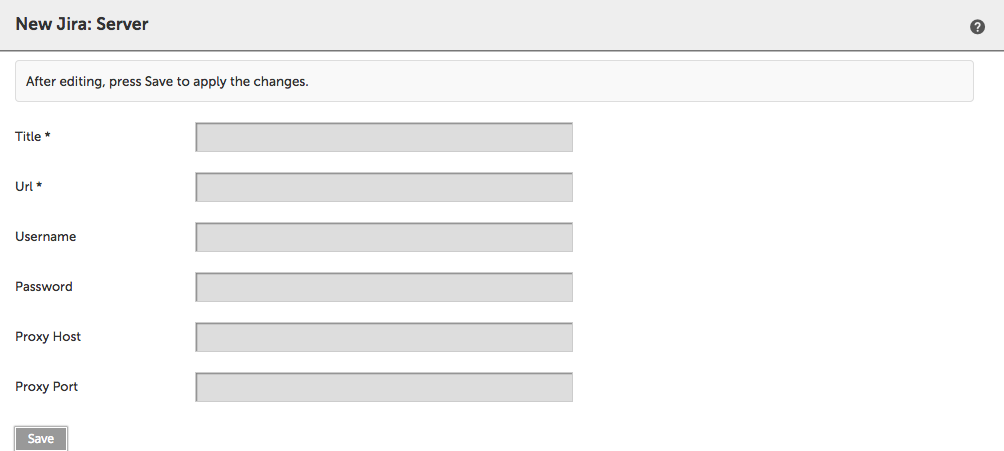 New Jira: Server
?
After editing, press Save to apply the changes.
Title *
Url *
Username
Password
Proxy Host
Proxy Port
Save